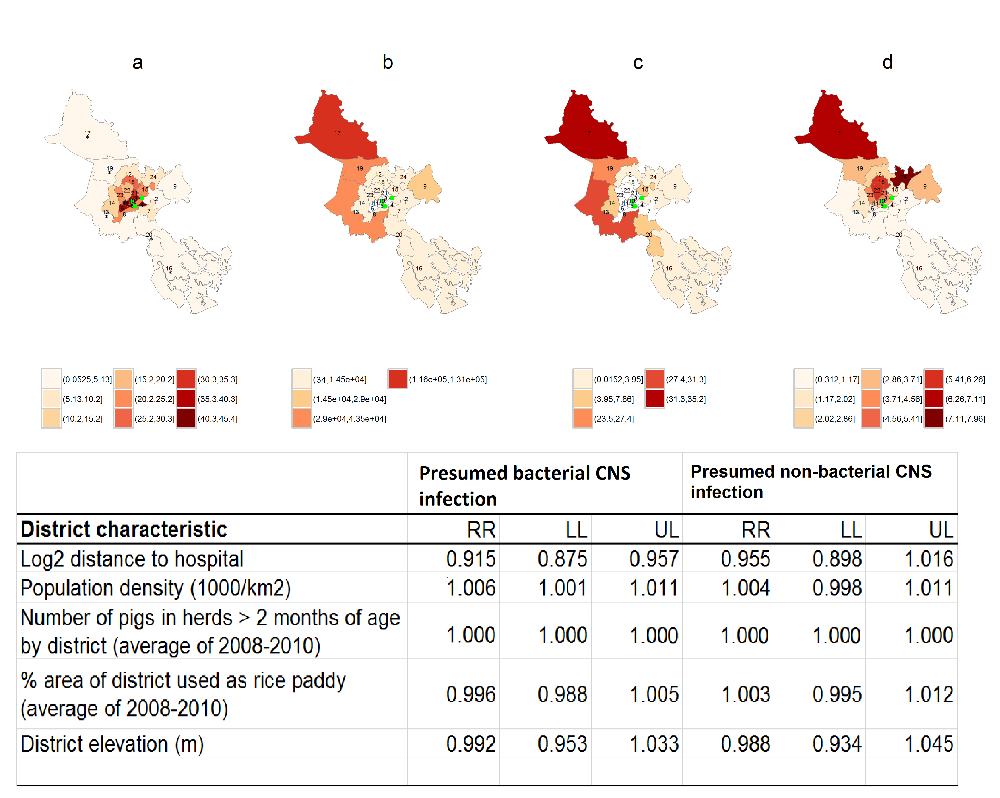 a b c d
17 17 17 17
* 
19 19 19 19
*
12 24 9 12 24 9 12 24 9 12 24 9
18 18 18 18
23 22 21 15 23 22 21 15 23 22 21 15 23 22 21 15
14 2 14 3 1 2 14 3 1 2 14 3 1 2
11 10 1 11 10 4 11 10 4 11 10 4
13 6 5 7 13 6 5 7 13 6 5 7 13 6 5 7
* 8 8 8 8
20 20 20 20
*
16 16 16 16
*
(0.0525,5.13] (15.2,20.2] (30.3,35.3] (34,1.45e+04] (1.16e+05,1.31e+05] (0.0152,3.95] (27.4,31.3] (0.312,1.17] (2.86,3.71] (5.41,6.26]
(5.13,10.2] (20.2,25.2] (35.3,40.3] (1.45e+04,2.9e+04] (3.95,7.86] (31.3,35.2] (1.17,2.02] (3.71,4.56] (6.26,7.11]
(10.2,15.2] (25.2,30.3] (40.3,45.4] (2.9e+04,4.35e+04] (23.5,27.4] (2.02,2.86] (4.56,5.41] (7.11,7.96]
Presumed bacterial CNS
infection
Presumed non-bacterial CNS
infection
District characteristic RR LL UL RR LL UL
Log2 distance to hospital 0.915 0.875 0.957 0.955 0.898 1.016
Population density (1000/km2) 1.006 1.001 1.011 1.004 0.998 1.011
Number of pigs in herds > 2 months of age
by district (average of 2008-2010) 1.000 1.000 1.000 1.000 1.000 1.000
% area of district used as rice paddy
(average of 2008-2010) 0.996 0.988 1.005 1.003 0.995 1.012
District elevation (m) 0.992 0.953 1.033 0.988 0.934 1.045